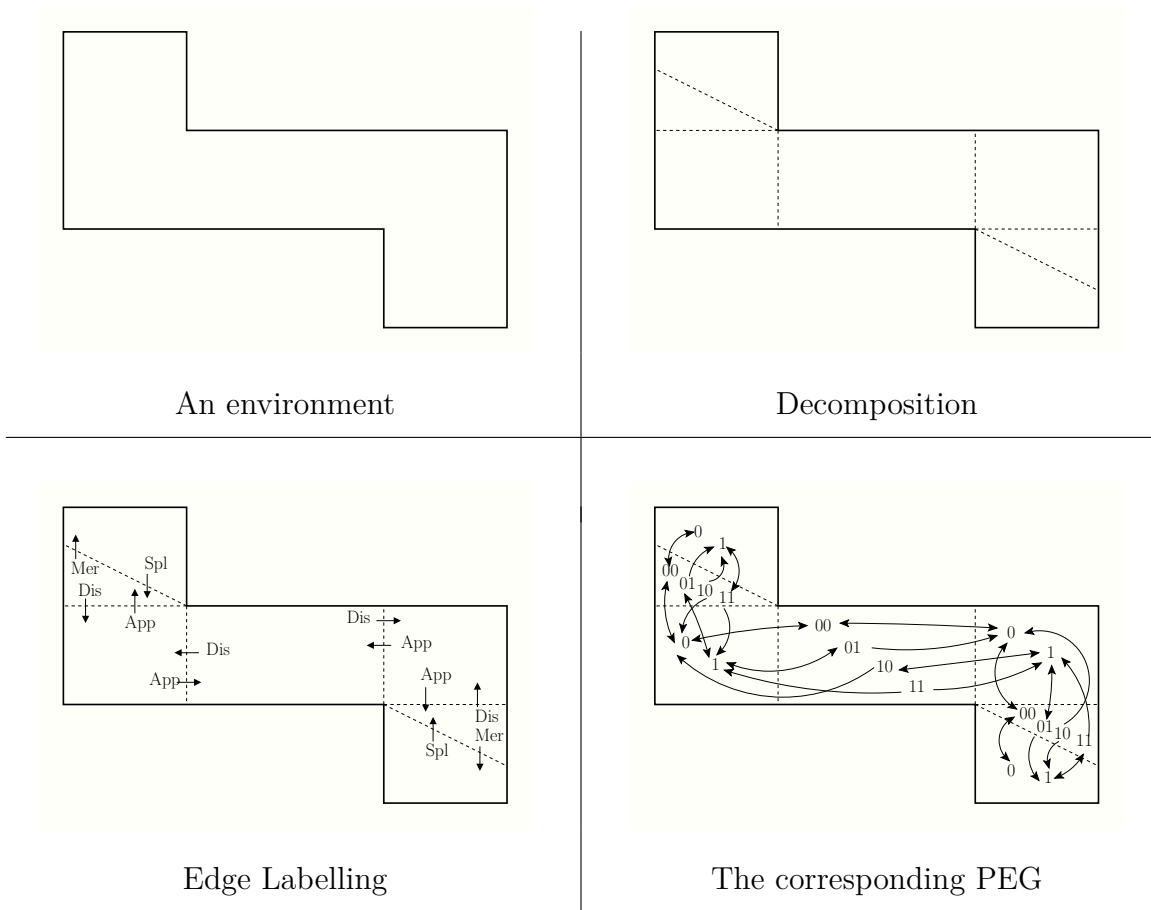 An environment
Decomposition
Mer
Spl
Dis
App
Dis
App
Dis
App
App
Dis
Mer
Spl
Edge Labelling
0
1
00
01
10
11
0
1
00
01
10
11
0
1
00
01
10
11
0
1
The corresponding PEG